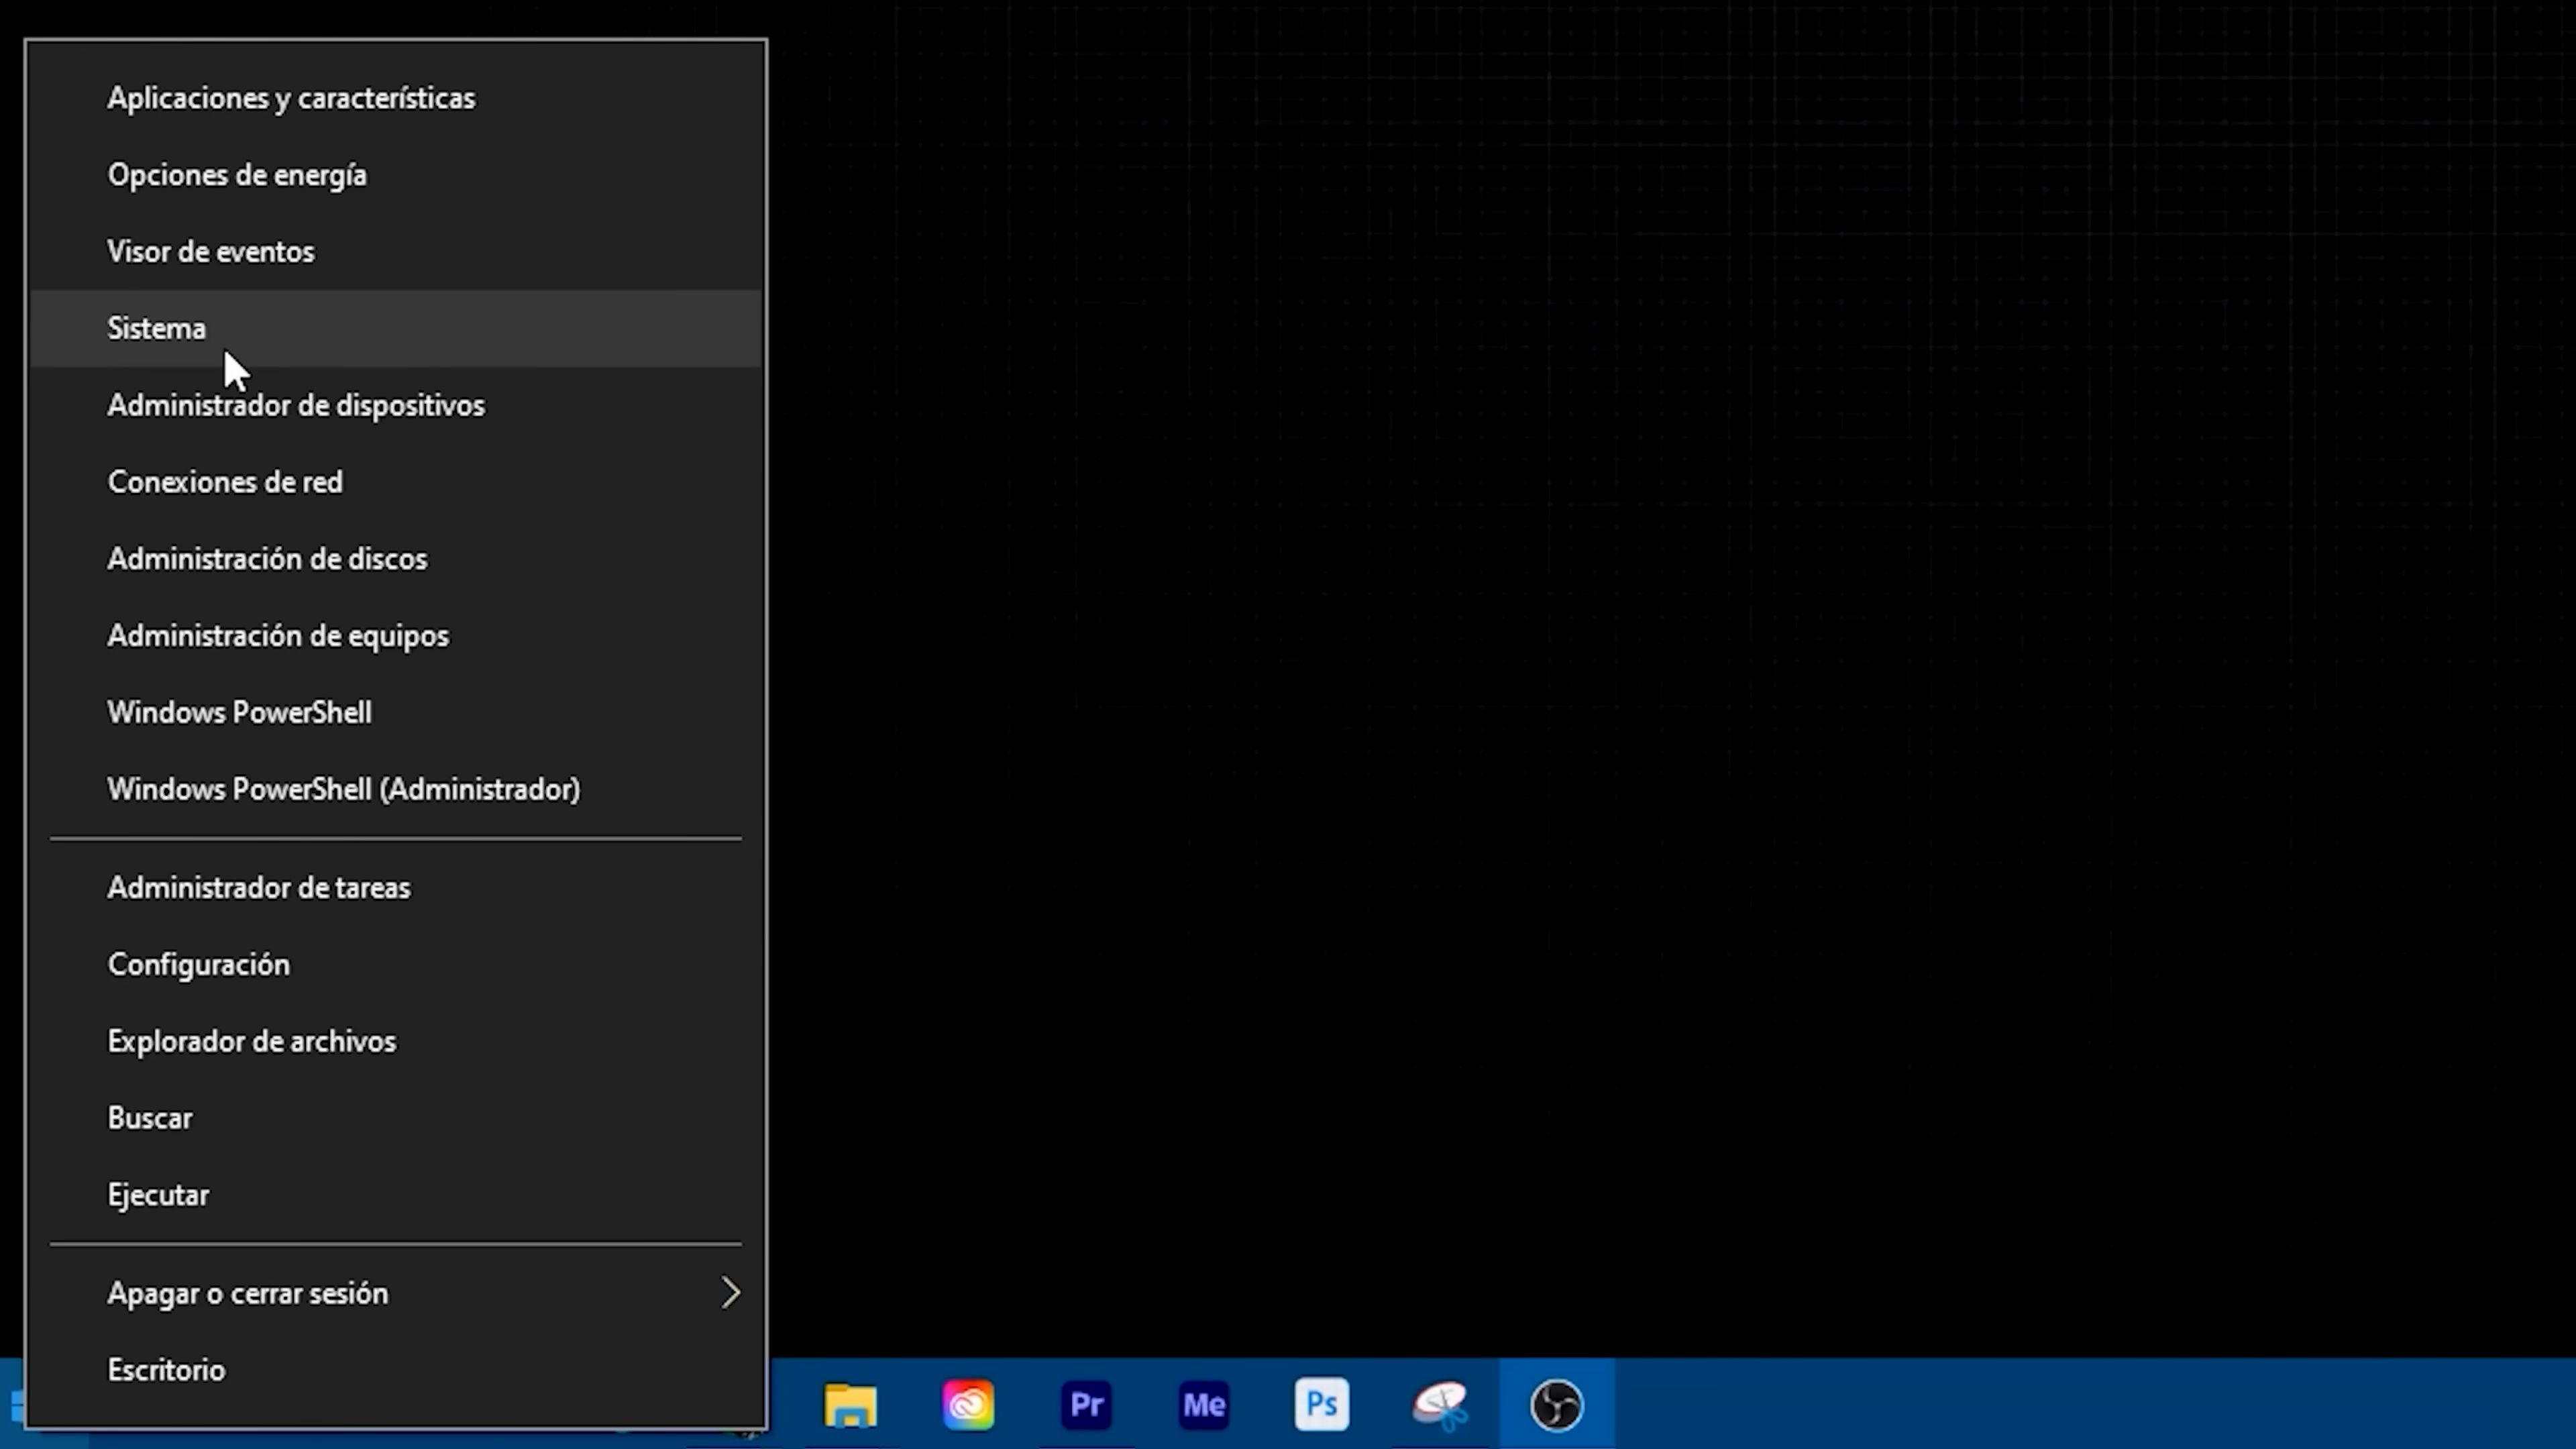 Aplicaciones y características
Opciones de energía
Visor de eventos
Sistema
Administrador de dispositivos
Conexiones de red
Administración de discos
Administración de equipos
Windows PowerShell
Windows PowerShell (Administrador)
Administrador de tareas
Configuración
Explorador de archivos
Buscar
Ejecutar
Apagar o cerrar sesión
Escritorio
Pr Me Ps